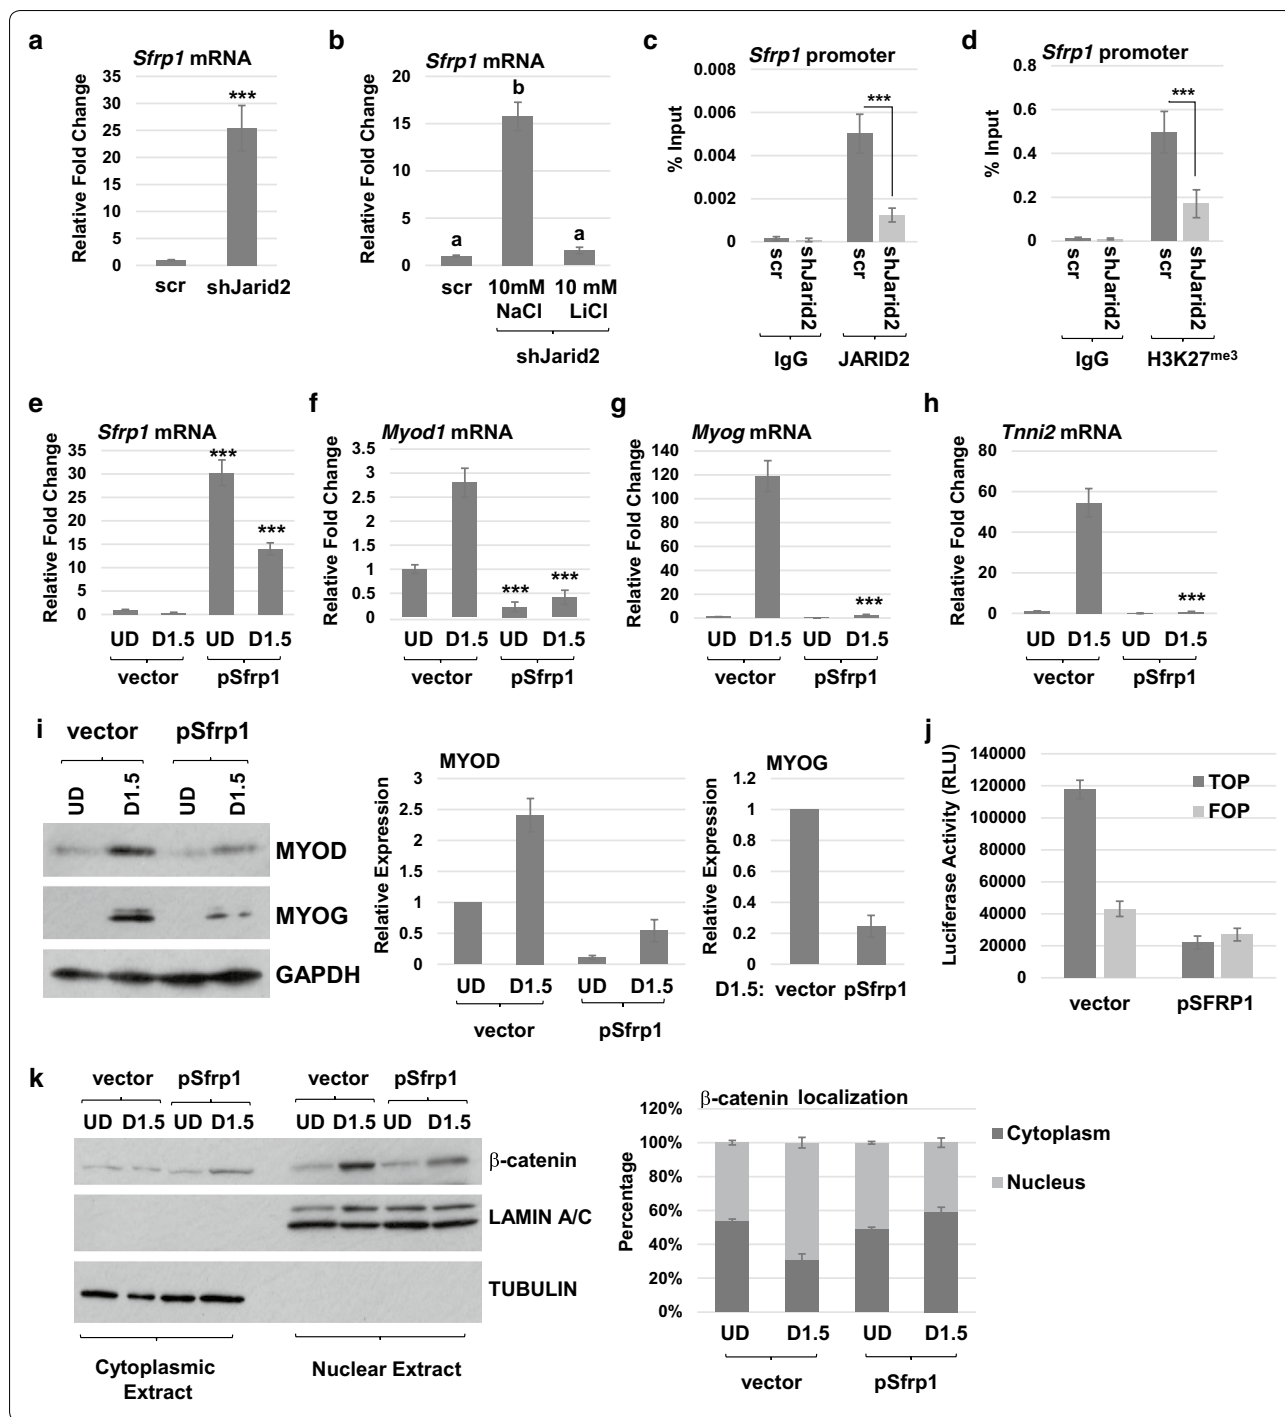 a
Sfrp1 mRNA
Relative Fold Change
35
30
25
20
15
10
5
0
***
scr
shJarid2
b
Sfrp1 mRNA
Relative Fold Change
20
15
10
5
0
a
b
a
scr
10mM NaCl
10 mM LiCl
shJarid2
c
Sfrp1 promoter
% Input
0.008
0.006
0.004
0.002
0
***
scr
shJarid2
scr
shJarid2
IgG
JARID2
d
Sfrp1 promoter
% Input
0.8
0.6
0.4
0.2
0
***
scr
shJarid2
scr
shJarid2
IgG
H3K27me3
e
Sfrp1 mRNA
Relative Fold Change
35
30
25
20
15
10
5
0
***
***
UD D1.5 UD D1.5
vector pSfrp1
f
Myod1 mRNA
Relative Fold Change
3.5
3
2.5
2
1.5
1
0.5
0
***
***
UD D1.5 UD D1.5
vector pSfrp1
g
Myog mRNA
Relative Fold Change
140
120
100
80
60
40
20
0
***
UD D1.5 UD D1.5
vector pSfrp1
h
Tnni2 mRNA
Relative Fold Change
80
60
40
20
0
***
UD D1.5 UD D1.5
vector pSfrp1
i
vector pSfrp1
UD D1.5 UD D1.5
MYOD
MYOG
GAPDH
MYOD
Relative Expression
3
2.5
2
1.5
1
0.5
0
UD D1.5 UD D1.5
vector pSfrp1
MYOG
Relative Expression
1.2
1
0.8
0.6
0.4
0.2
0
D1.5: vector pSfrp1
j
Luciferase Activity (RLU)
140000
120000
100000
80000
60000
40000
20000
0
TOP
FOP
vector pSFRP1
k
vector pSfrp1 vector pSfrp1
UD D1.5 UD D1.5 UD D1.5 UD D1.5
β-catenin
LAMIN A/C
TUBULIN
Cytoplasmic Extract
Nuclear Extract
β-catenin localization
Percentage
120%
100%
80%
60%
40%
20%
0%
Cytoplasm
Nucleus
UD D1.5 UD D1.5
vector pSfrp1